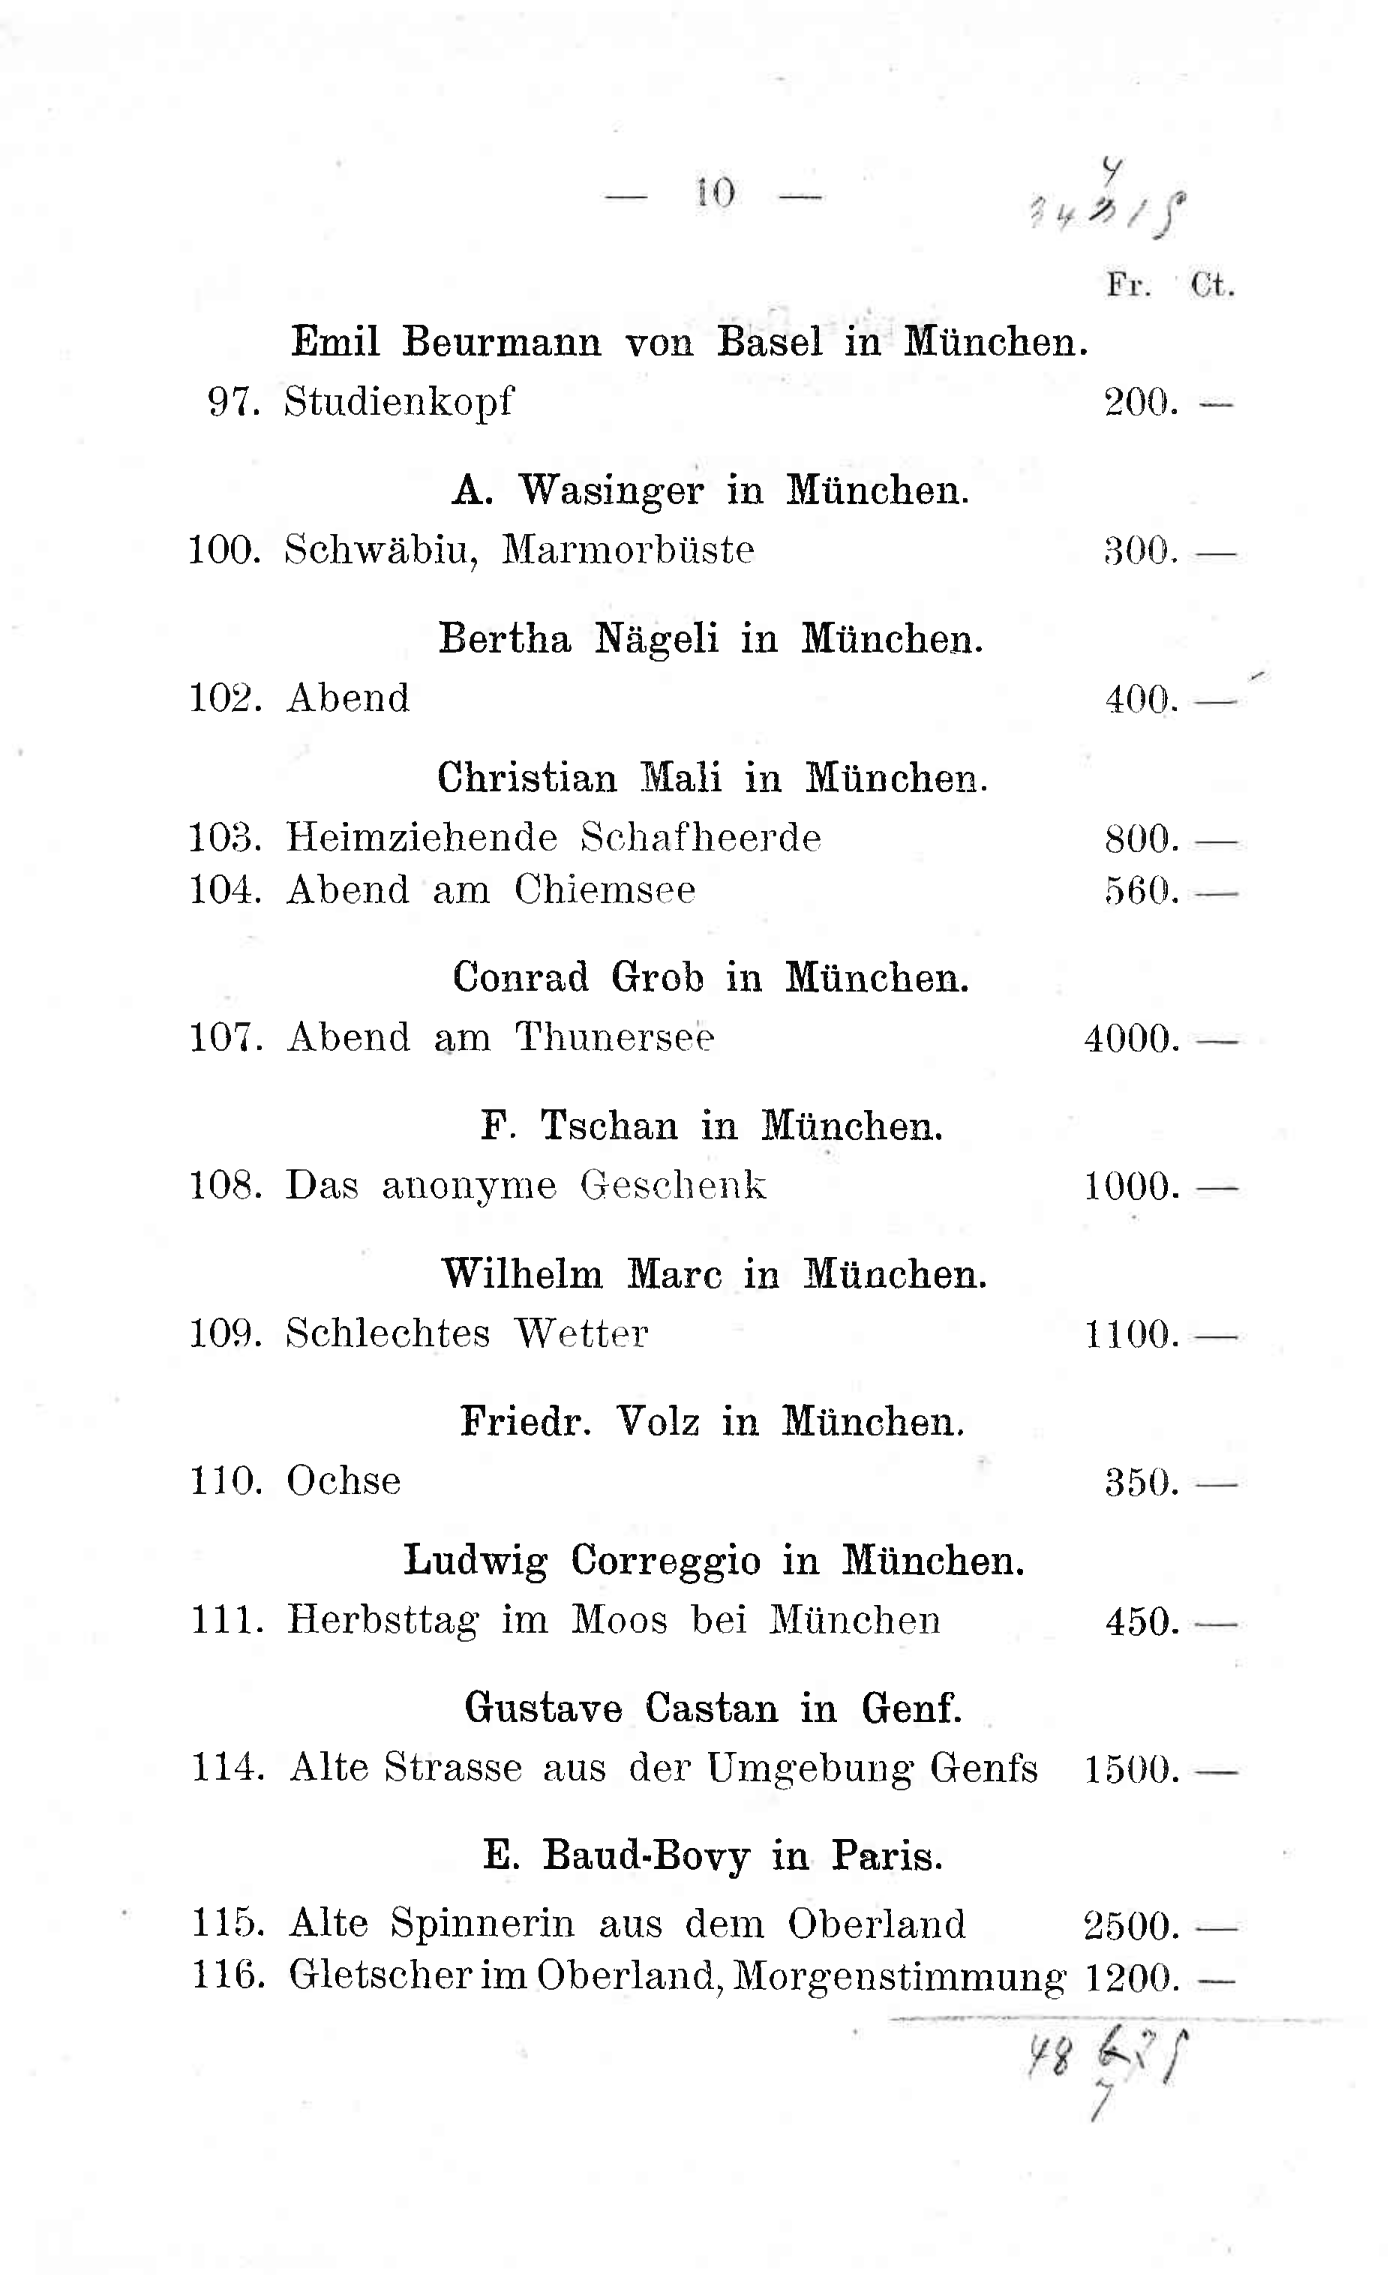 — 10 —
4
34315
Fr. Ct.
Emil Beurmann von Basel in München.
97. Studienkopf 200. —
A. Wasinger in München.
100. Schwäbin, Marmorbüste 300. —
Bertha Nägeli in München.
102. Abend 400. —
Christian Mali in München.
103. Heimziehende Schafheerde 800. —
104. Abend am Chiemsee 560. —
Conrad Grob in München.
107. Abend am Thunersee 4000. —
F. Tschan in München.
108. Das anonyme Geschenk 1000. —
Wilhelm Marc in München.
109. Schlechtes Wetter 1100. —
Friedr. Volz in München.
110. Ochse 350. —
Ludwig Correggio in München.
111. Herbsttag im Moos bei München 450. —
Gustave Castan in Genf.
114. Alte Strasse aus der Umgebung Genfs 1500. —
E. Baud-Bovy in Paris.
115. Alte Spinnerin aus dem Oberland 2500. —
116. Gletscher im Oberland, Morgenstimmung 1200. —
48675
7